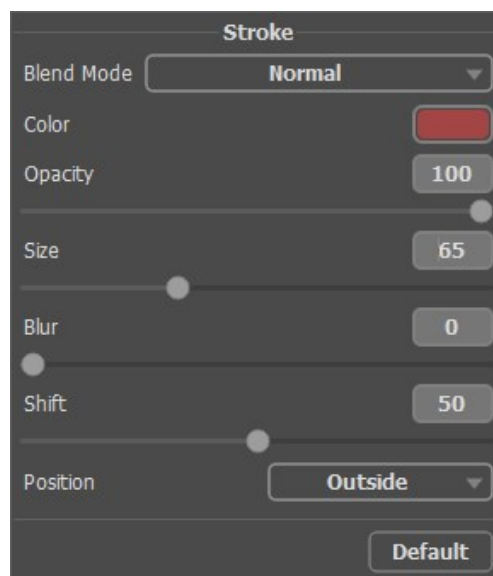 Stroke
Blend Mode Normal
Color
Opacity 100
Size 65
Blur 0
Shift 50
Position Outside
Default